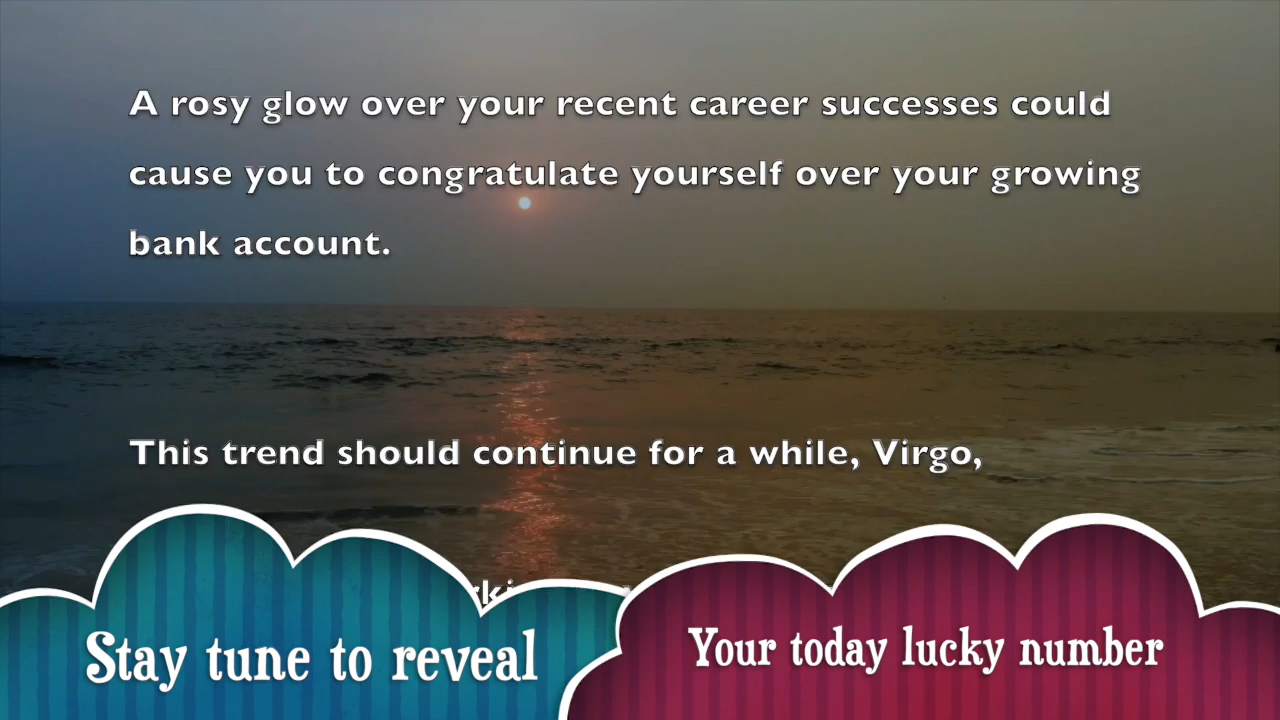 A rosy glow over your recent career successes could
cause you to congratulate yourself over your growing
bank account.
This trend should continue for a while, Virgo,
Stay tune to reveal
Your today lucky number